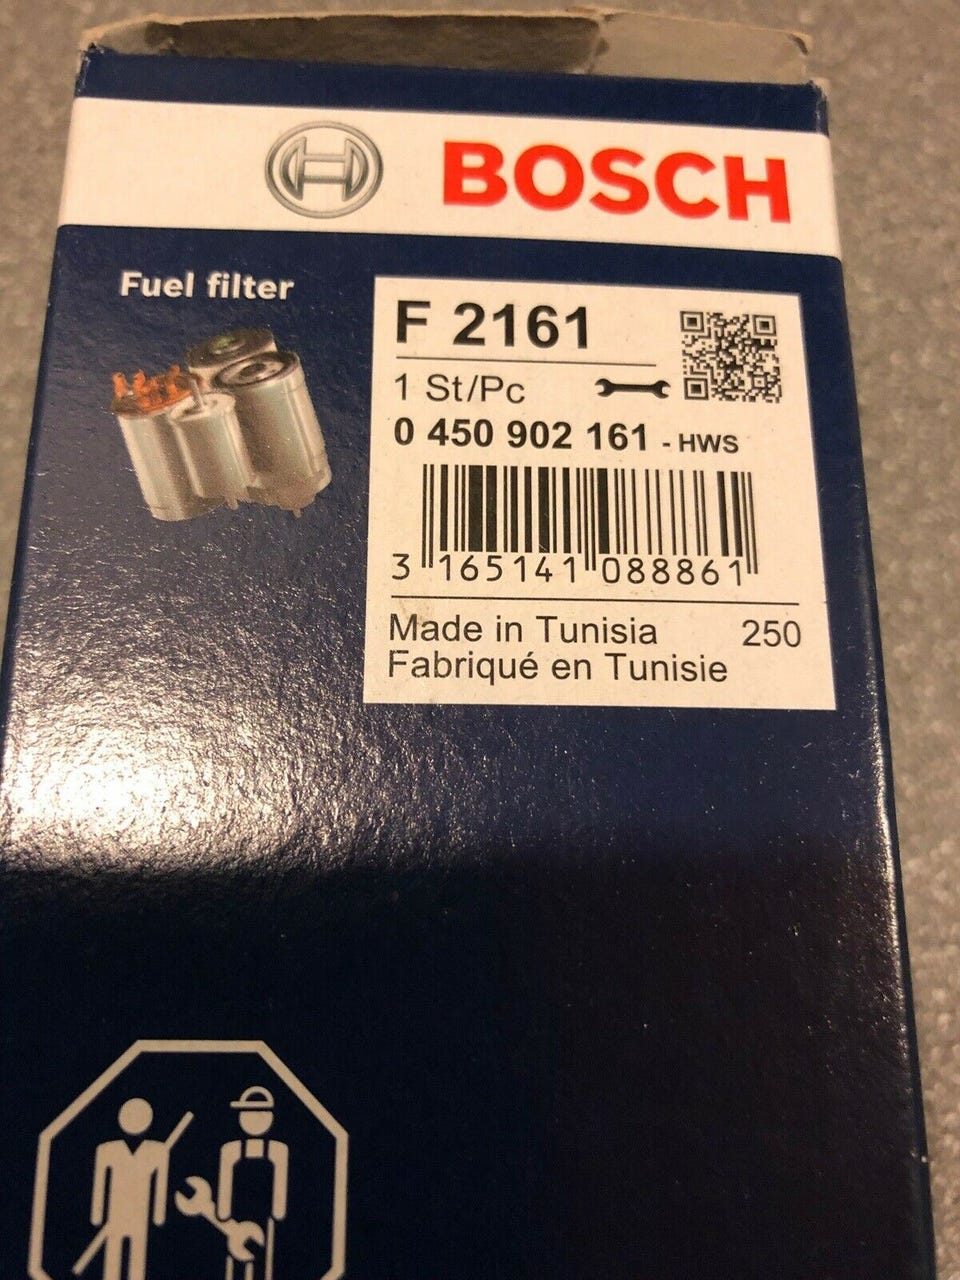 BOSCH
Fuel filter
F 2161
1 St/Pc
0 450 902 161 - HWS
3 165141 088861
Made in Tunisia 250
Fabriqué en Tunisie